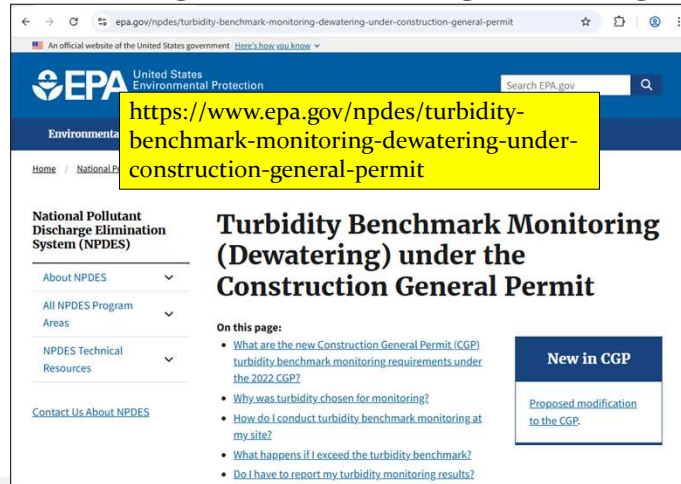 epa.gov/npdes/turbidity-benchmark-monitoring-dewatering-under-construction-general-permit
An official website of the United States government Here's how you know
EPA United States
Environmental Protection
Search EPA.gov
https://www.epa.gov/npdes/turbidity-
benchmark-monitoring-dewatering-under-
construction-general-permit
Environmenta
Home / National P
National Pollutant
Discharge Elimination
System (NPDES)
About NPDES
All NPDES Program
Areas
NPDES Technical
Resources
Contact Us About NPDES
Turbidity Benchmark Monitoring
(Dewatering) under the
Construction General Permit
On this page:
• What are the new Construction General Permit (CGP)
turbidity benchmark monitoring requirements under
the 2022 CGP?
• Why was turbidity chosen for monitoring?
• How do I conduct turbidity benchmark monitoring at
my site?
• What happens if I exceed the turbidity benchmark?
• Do I have to report my turbidity monitoring results?
New in CGP
Proposed modification
to the CGP.